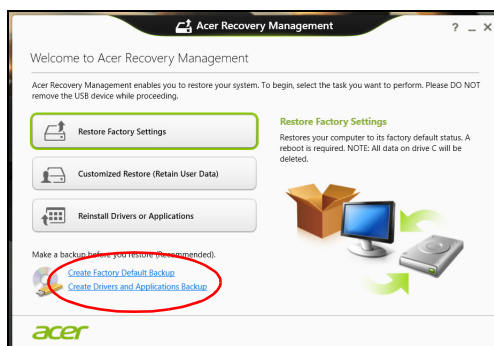 Acer Recovery Management
? _ X
Welcome to Acer Recovery Management
Acer Recovery Management enables you to restore your system. To begin, select the task you want to perform. Please DO NOT
remove the USB device while proceeding.
Restore Factory Settings
Customized Restore (Retain User Data)
Reinstall Drivers or Applications
Restore Factory Settings
Restores your computer to its factory default status. A
reboot is required. NOTE: All data on drive C will be
deleted.
Make a backup before you restore (Recommended).
Create Factory Default Backup
Create Drivers and Applications Backup
acer